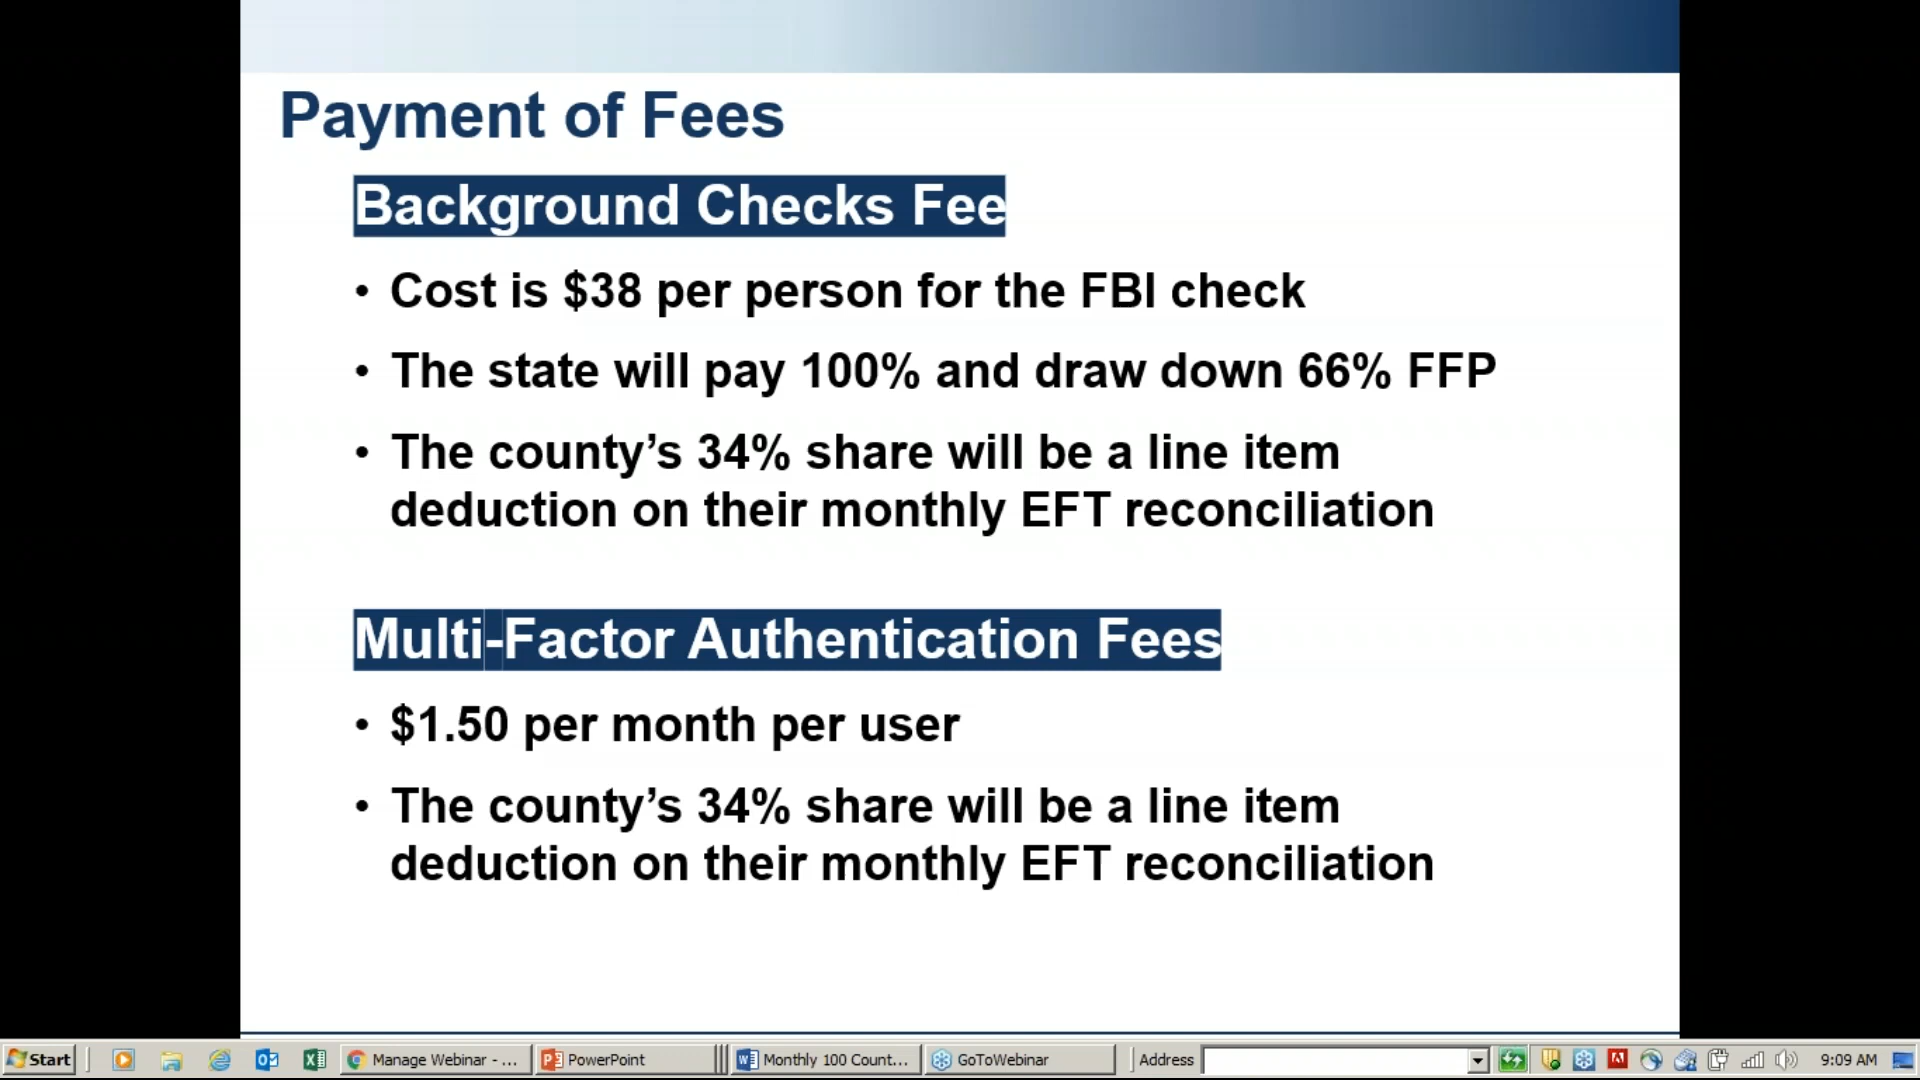 Payment of Fees
Background Checks Fee
• Cost is $38 per person for the FBI check
• The state will pay 100% and draw down 66% FFP
• The county’s 34% share will be a line item
deduction on their monthly EFT reconciliation
Multi-Factor Authentication Fees
• $1.50 per month per user
• The county’s 34% share will be a line item
deduction on their monthly EFT reconciliation
Start Manage Webinar - ... PowerPoint Monthly 100 Count... GoToWebinar Address 9:09 AM